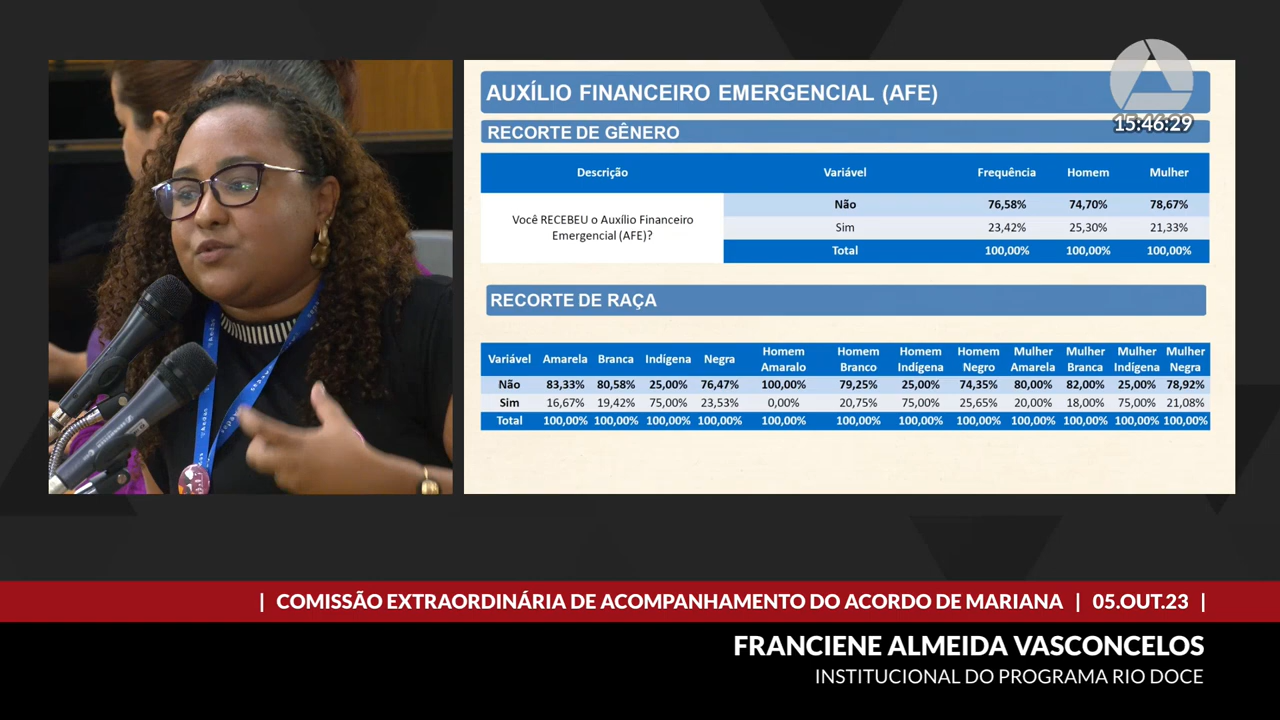 AUXÍLIO FINANCEIRO EMERGENCIAL (AFE)
15:46:29
RECORTE DE GÊNERO
Descrição Variável Frequência Homem Mulher
Você RECEBEU o Auxílio Financeiro
Emergencial (AFE)?
Não 76,58% 74,70% 78,67%
Sim 23,42% 25,30% 21,33%
Total 100,00% 100,00% 100,00%
RECORTE DE RAÇA
Variável Amarela Branca Indígena Negra Homem Amaralo Homem Branco Homem Indígena Homem Negro Mulher Amarela Mulher Branca Mulher Indígena Mulher Negra
Não 83,33% 80,58% 25,00% 76,47% 100,00% 79,25% 25,00% 74,35% 80,00% 82,00% 25,00% 78,92%
Sim 16,67% 19,42% 75,00% 23,53% 0,00% 20,75% 75,00% 25,65% 20,00% 18,00% 75,00% 21,08%
Total 100,00% 100,00% 100,00% 100,00% 100,00% 100,00% 100,00% 100,00% 100,00% 100,00% 100,00% 100,00%
| COMISSÃO EXTRAORDINÁRIA DE ACOMPANHAMENTO DO ACORDO DE MARIANA | 05.OUT.23 |
FRANCIENE ALMEIDA VASCONCELOS
INSTITUCIONAL DO PROGRAMA RIO DOCE